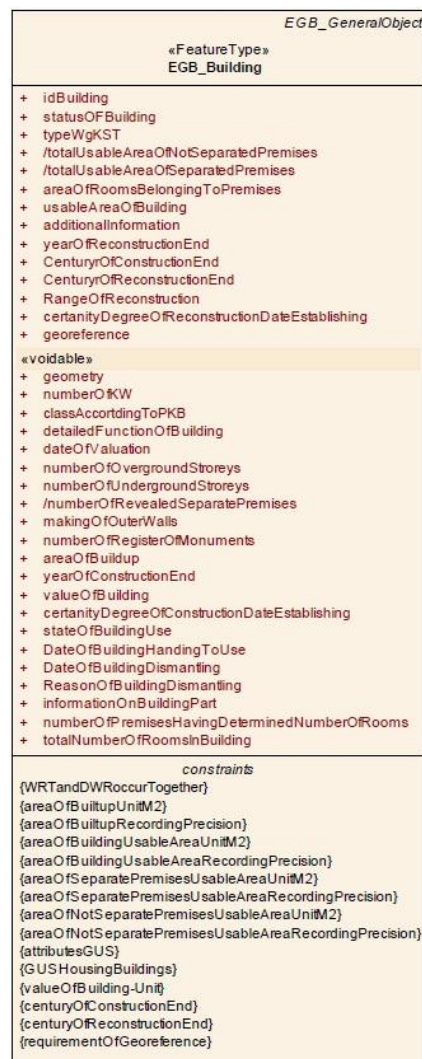 EGB_GeneralObject
«FeatureType»
EGB_Building
+ idBuilding
+ statusOFBuilding
+ typeWgKST
+ /totalUsableAreaOfNotSeparatedPremises
+ /totalUsableAreaOfSeparatedPremises
+ areaOfRoomsBelongingToPremises
+ usableAreaOfBuilding
+ additionalInformation
+ yearOfReconstructionEnd
+ CenturyrOfConstructionEnd
+ CenturyrOfReconstructionEnd
+ RangeOfReconstruction
+ certanityDegreeOfReconstructionDateEstablishing
+ georeference
«voidable»
+ geometry
+ numberOfKW
+ classAccortdingToPKB
+ detailedFunctionOfBuilding
+ dateOfValuation
+ numberOfOvergroundStroreys
+ numberOfUndergroundStroreys
+ /numberOfRevealedSeparatePremises
+ makingOfOuterWalls
+ numberOfRegisterOfMonuments
+ areaOfBuildup
+ yearOfConstructionEnd
+ valueOfBuilding
+ certanityDegreeOfConstructionDateEstablishing
+ stateOfBuildingUse
+ DateOfBuildingHandingToUse
+ DateOfBuildingDismantling
+ ReasonOfBuildingDismantling
+ informationOnBuildingPart
+ numberOfPremisesHavingDeterminedNumberOfRooms
+ totalNumberOfRoomsInBuilding
constraints
{WRTandDWRoccurTogether}
{areaOfBuiltupUnitM2}
{areaOfBuiltupRecordingPrecision}
{areaOfBuildingUsableAreaUnitM2}
{areaOfBuildingUsableAreaRecordingPrecision}
{areaOfSeparatePremisesUsableAreaUnitM2}
{areaOfSeparatePremisesUsableAreaRecordingPrecision}
{areaOfNotSeparatePremisesUsableAreaUnitM2}
{areaOfNotSeparatePremisesUsableAreaRecordingPrecision}
{attributesGUS}
{GUSHousingBuildings}
{valueOfBuilding-Unit}
{centuryOfConstructionEnd}
{centuryOfReconstructionEnd}
{requirementOfGeoreference}